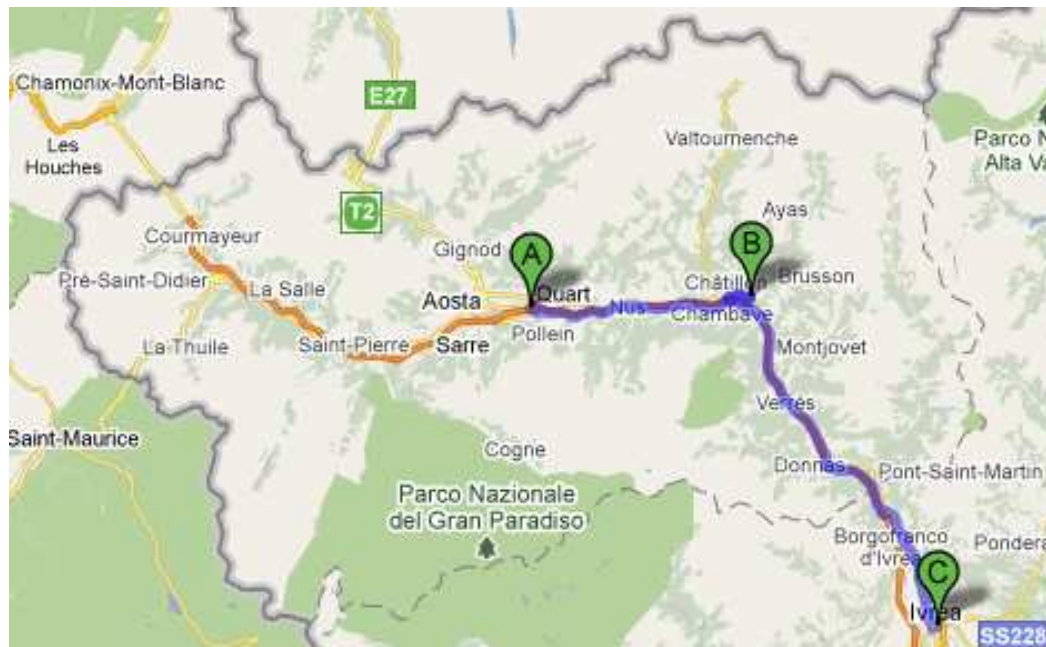 Chamonix-Mont-Blanc
E27
Les
Houches
Valtournenche
Parco N
Alta Va
T2
Ayas
Courmayeur
Gignod
B
A
Pré-Saint-Didier
La Salle
Châtillon
Brusson
Aosta
Quart
Nus
Chambave
Pollein
La Thuile
Saint-Pierre
Sarre
Montjovet
Verres
Saint-Maurice
Cogne
Donnas
Pont-Saint-Martin
Parco Nazionale
del Gran Paradiso
Borgofranco
d'Ivrea
Pondera
C
Ivrea
SS228